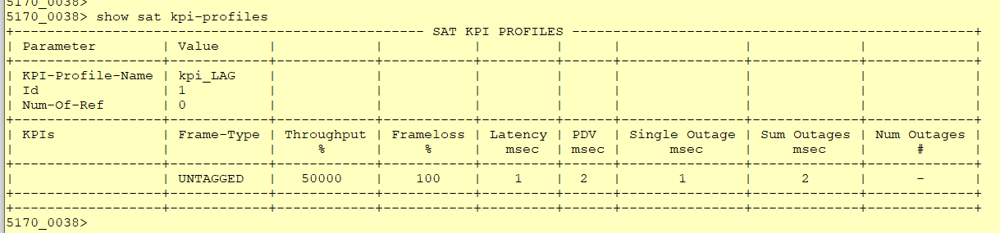 5170_0038>
5170_0038> show sat kpi-profiles
+-------------------------------------------------- SAT KPI PROFILES -------------------------------------------------+
| Parameter        | Value      |            |           |         |      |               |             |             |
+------------------+------------+------------+-----------+---------+------+---------------+-------------+-------------+
| KPI-Profile-Name | kpi_LAG    |            |           |         |      |               |             |             |
| Id               | 1          |            |           |         |      |               |             |             |
| Num-Of-Ref       | 0          |            |           |         |      |               |             |             |
+------------------+------------+------------+-----------+---------+------+---------------+-------------+-------------+
| KPIs             | Frame-Type | Throughput | Frameloss | Latency | PDV  | Single Outage | Sum Outages | Num Outages |
|                  |            |     %      |     %     |  msec   | msec |     msec      |    msec     |     #       |
+------------------+------------+------------+-----------+---------+------+---------------+-------------+-------------+
|                  | UNTAGGED   |   50000    |    100    |    1    |  2   |       1       |      2      |     -       |
+------------------+------------+------------+-----------+---------+------+---------------+-------------+-------------+
+------------------+------------+------------+-----------+---------+------+---------------+-------------+-------------+
5170_0038>